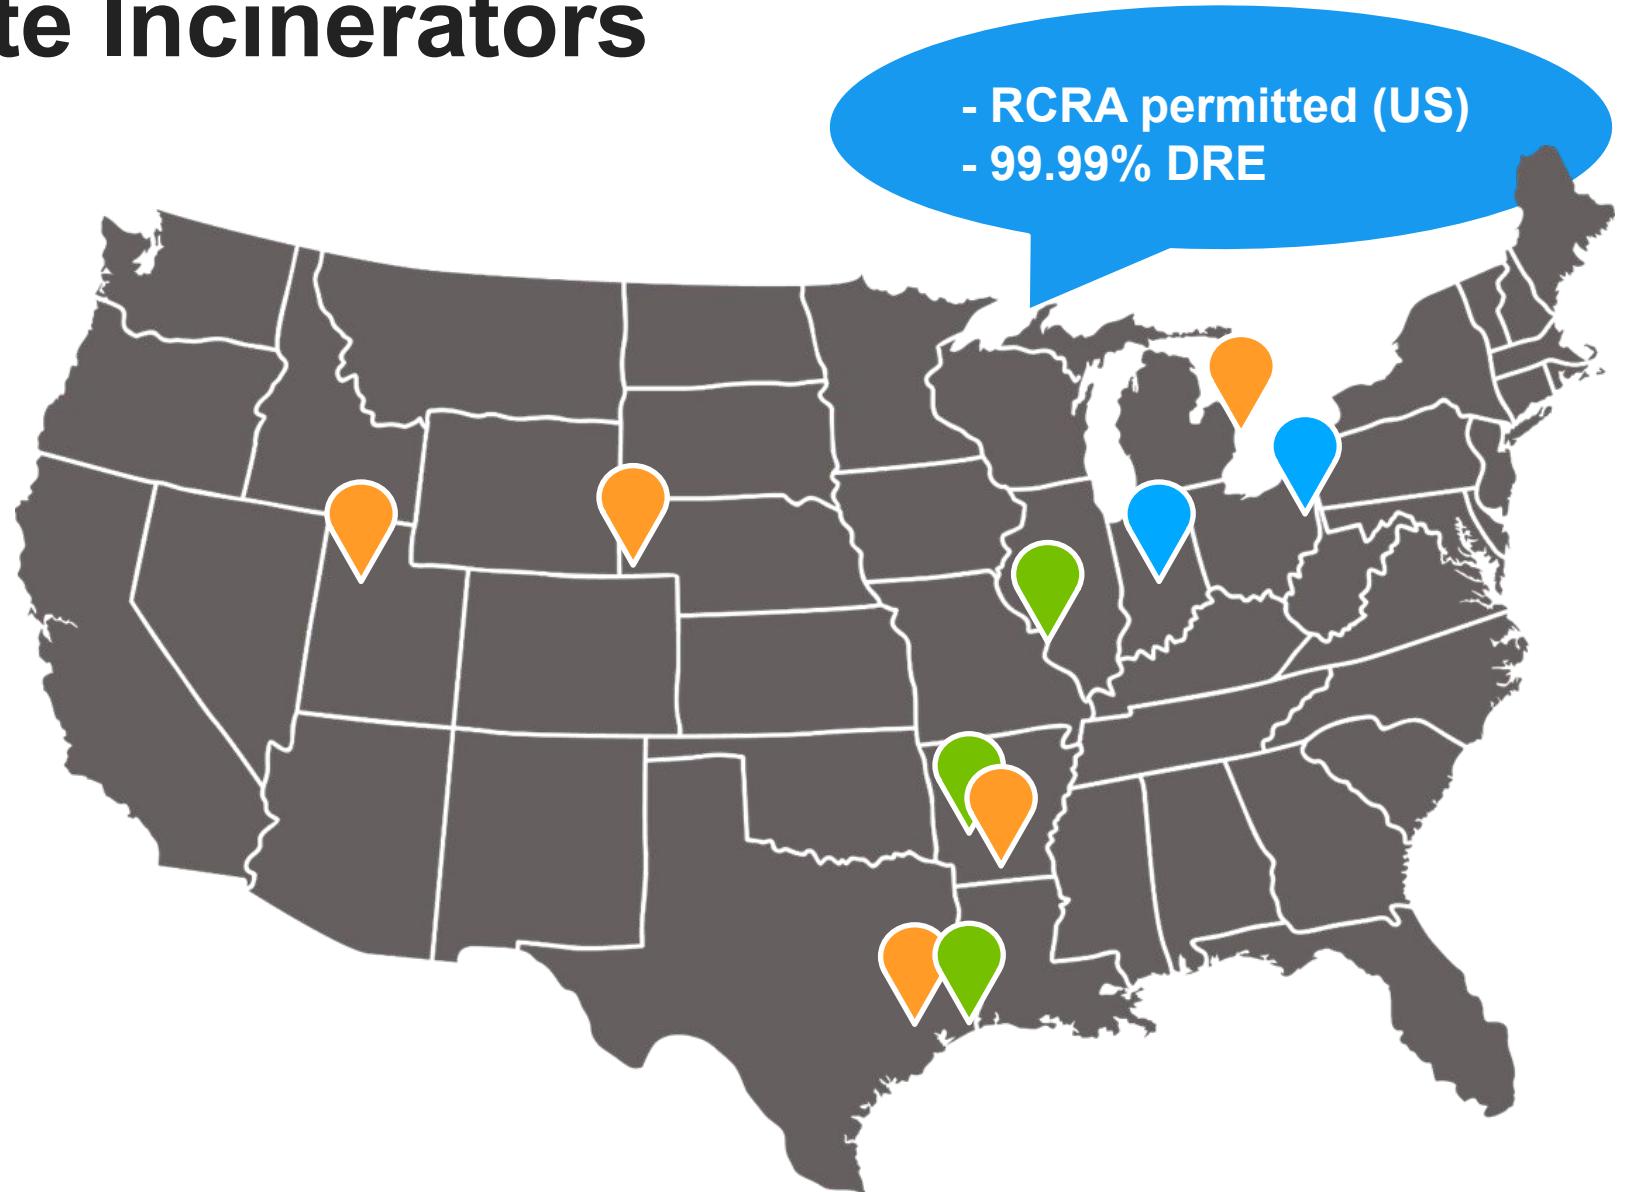 te Incinerators
- RCRA permitted (US)
- 99.99% DRE